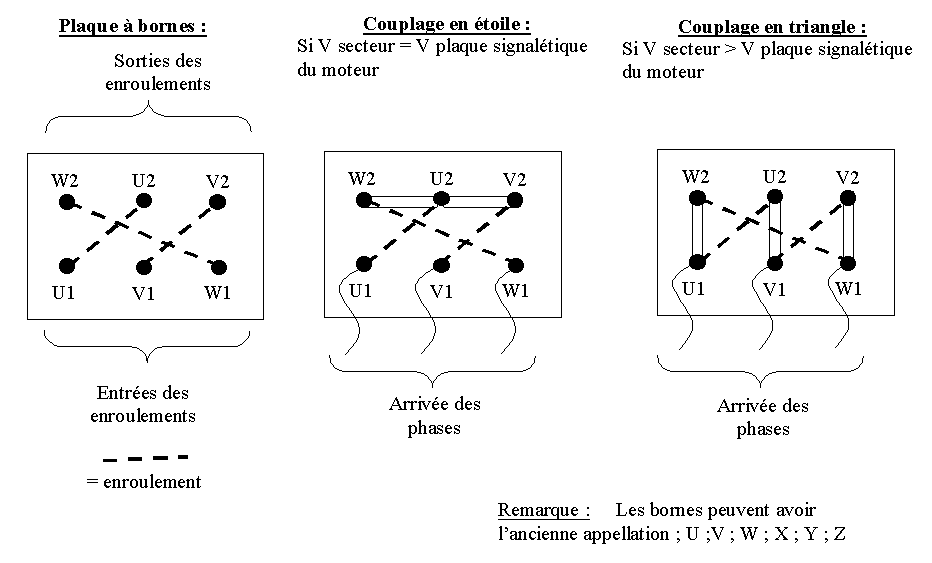 Plaque à bornes :
Sorties des
enroulements
W2 U2 V2
U1 V1 W1
Entrées des
enroulements
= enroulement
Couplage en étoile :
Si V secteur = V plaque signalétique
du moteur
W2 U2 V2
U1 V1 W1
Arrivée des
phases
Couplage en triangle :
Si V secteur > V plaque signalétique
du moteur
W2 U2 V2
U1 V1 W1
Arrivée des
phases
Remarque : Les bornes peuvent avoir
l’ancienne appellation ; U ;V ; W ; X ; Y ; Z